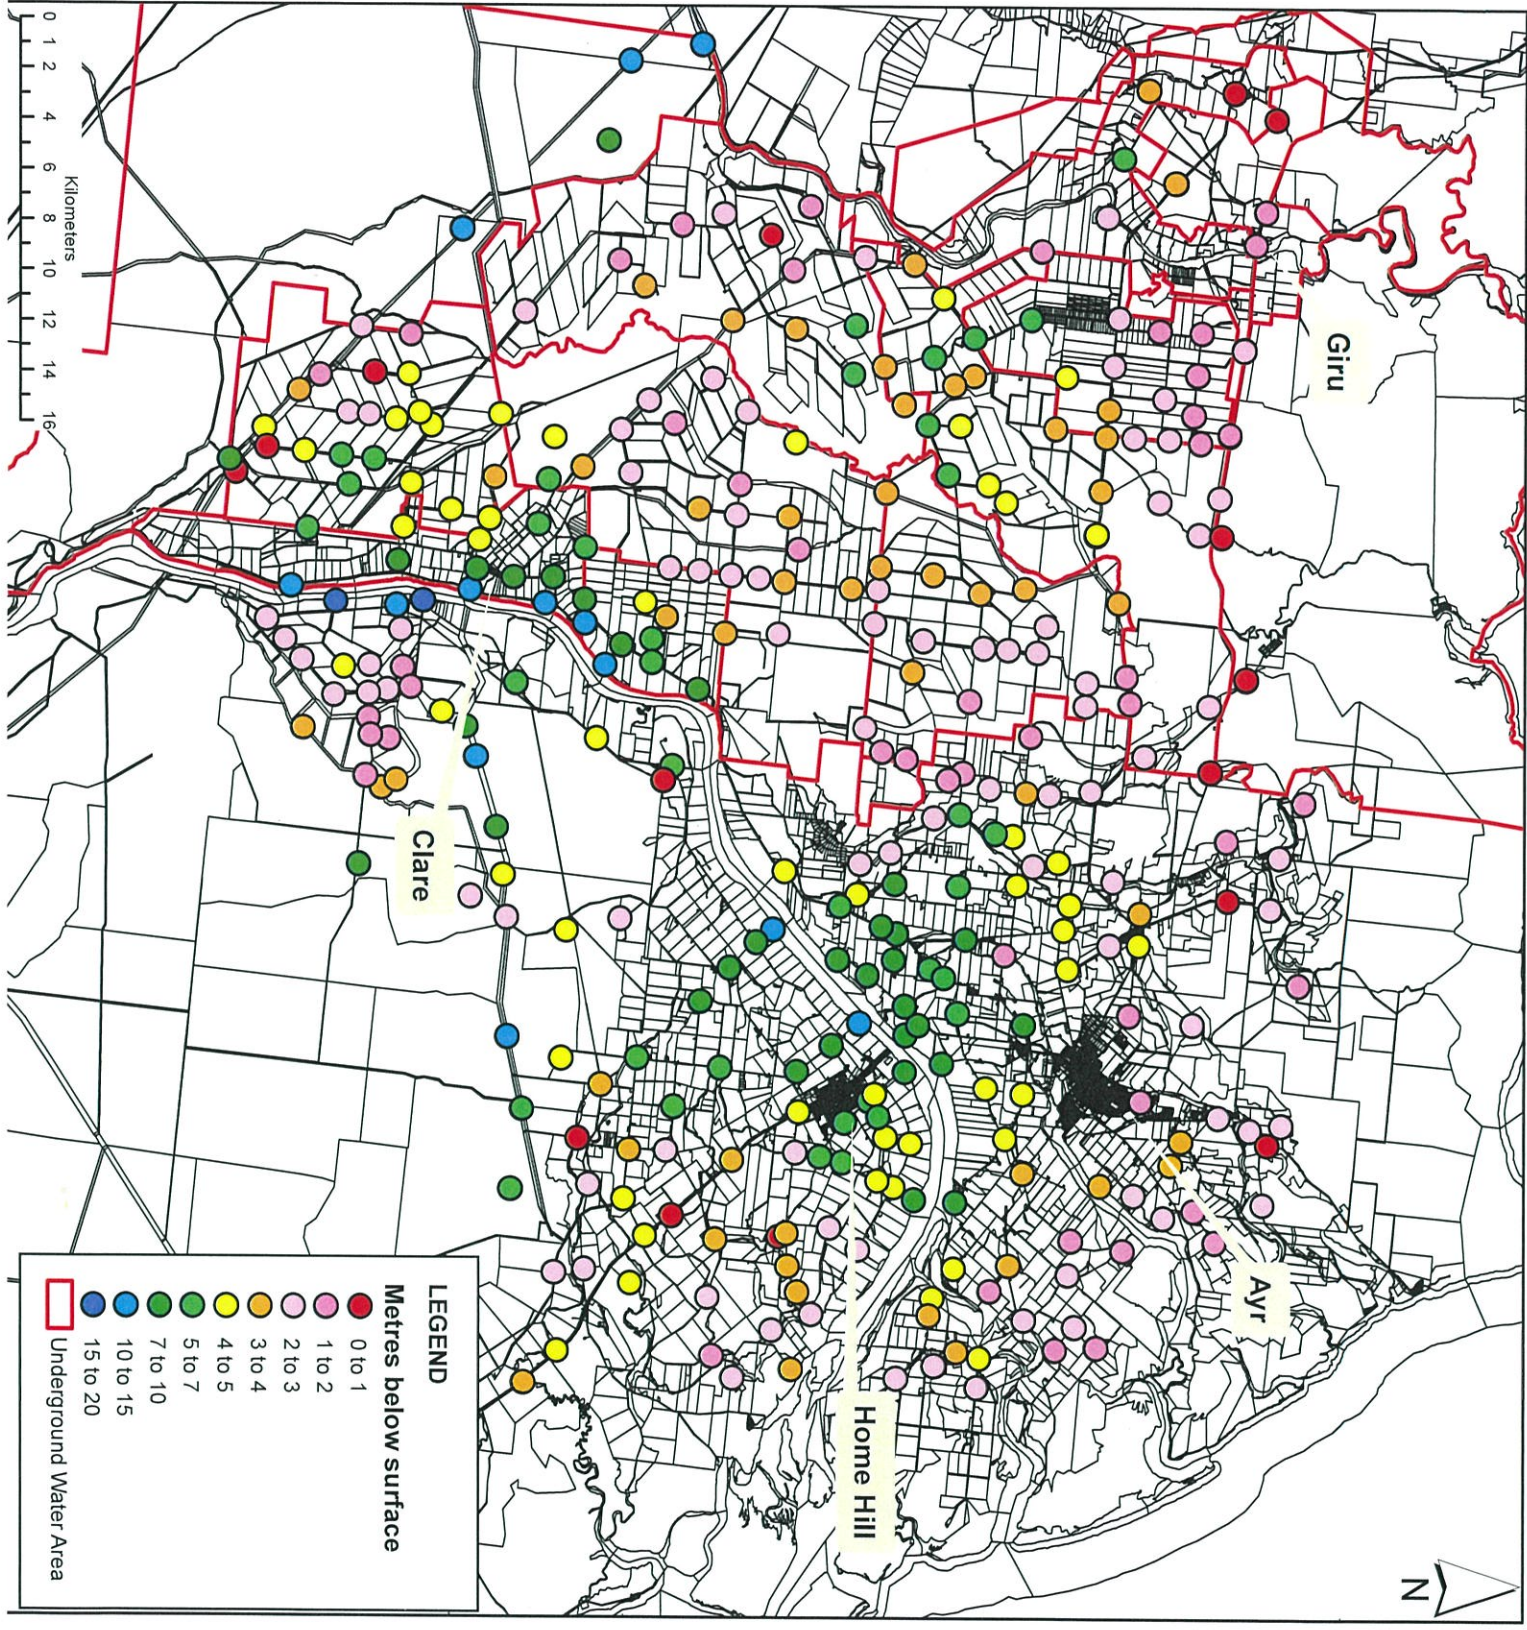 Giru
Ayr
Home Hill
Clare
N
LEGEND
Metres below surface
0 to 1
1 to 2
2 to 3
3 to 4
4 to 5
5 to 7
7 to 10
10 to 15
15 to 20
Underground Water Area
0 1 2 4 6 8 10 12 14 16
Kilometers